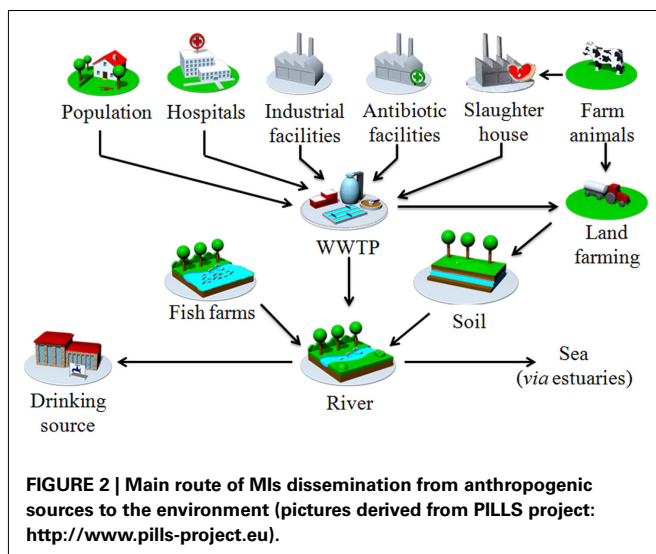 Population
Hospitals
Industrial
facilities
Antibiotic
facilities
Slaughter
house
Farm
animals
WWTP
Land
farming
Fish farms
Soil
Drinking
source
River
Sea
(via estuaries)
FIGURE 2 | Main route of MIs dissemination from anthropogenic
sources to the environment (pictures derived from PILLS project:
http://www.pills-project.eu).